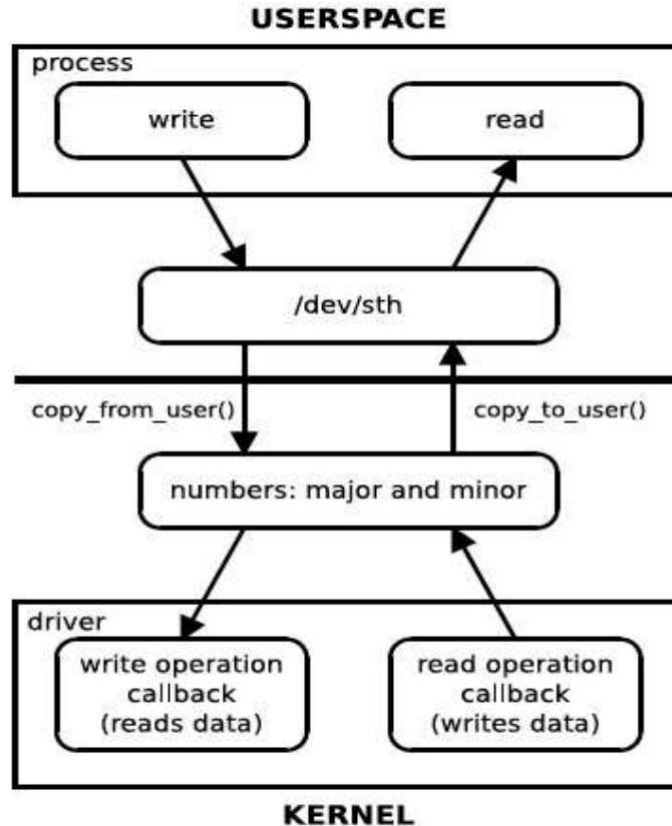 USERSPACE
process
write
read
/dev/sth
copy_from_user()
copy_to_user()
numbers: major and minor
driver
write operation
callback
(reads data)
read operation
callback
(writes data)
KERNEL